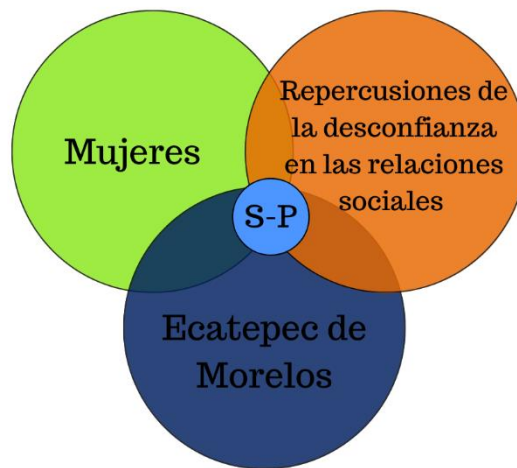 Mujeres
Repercusiones de
la desconfianza
en las relaciones
sociales
S-P
Ecatepec de
Morelos